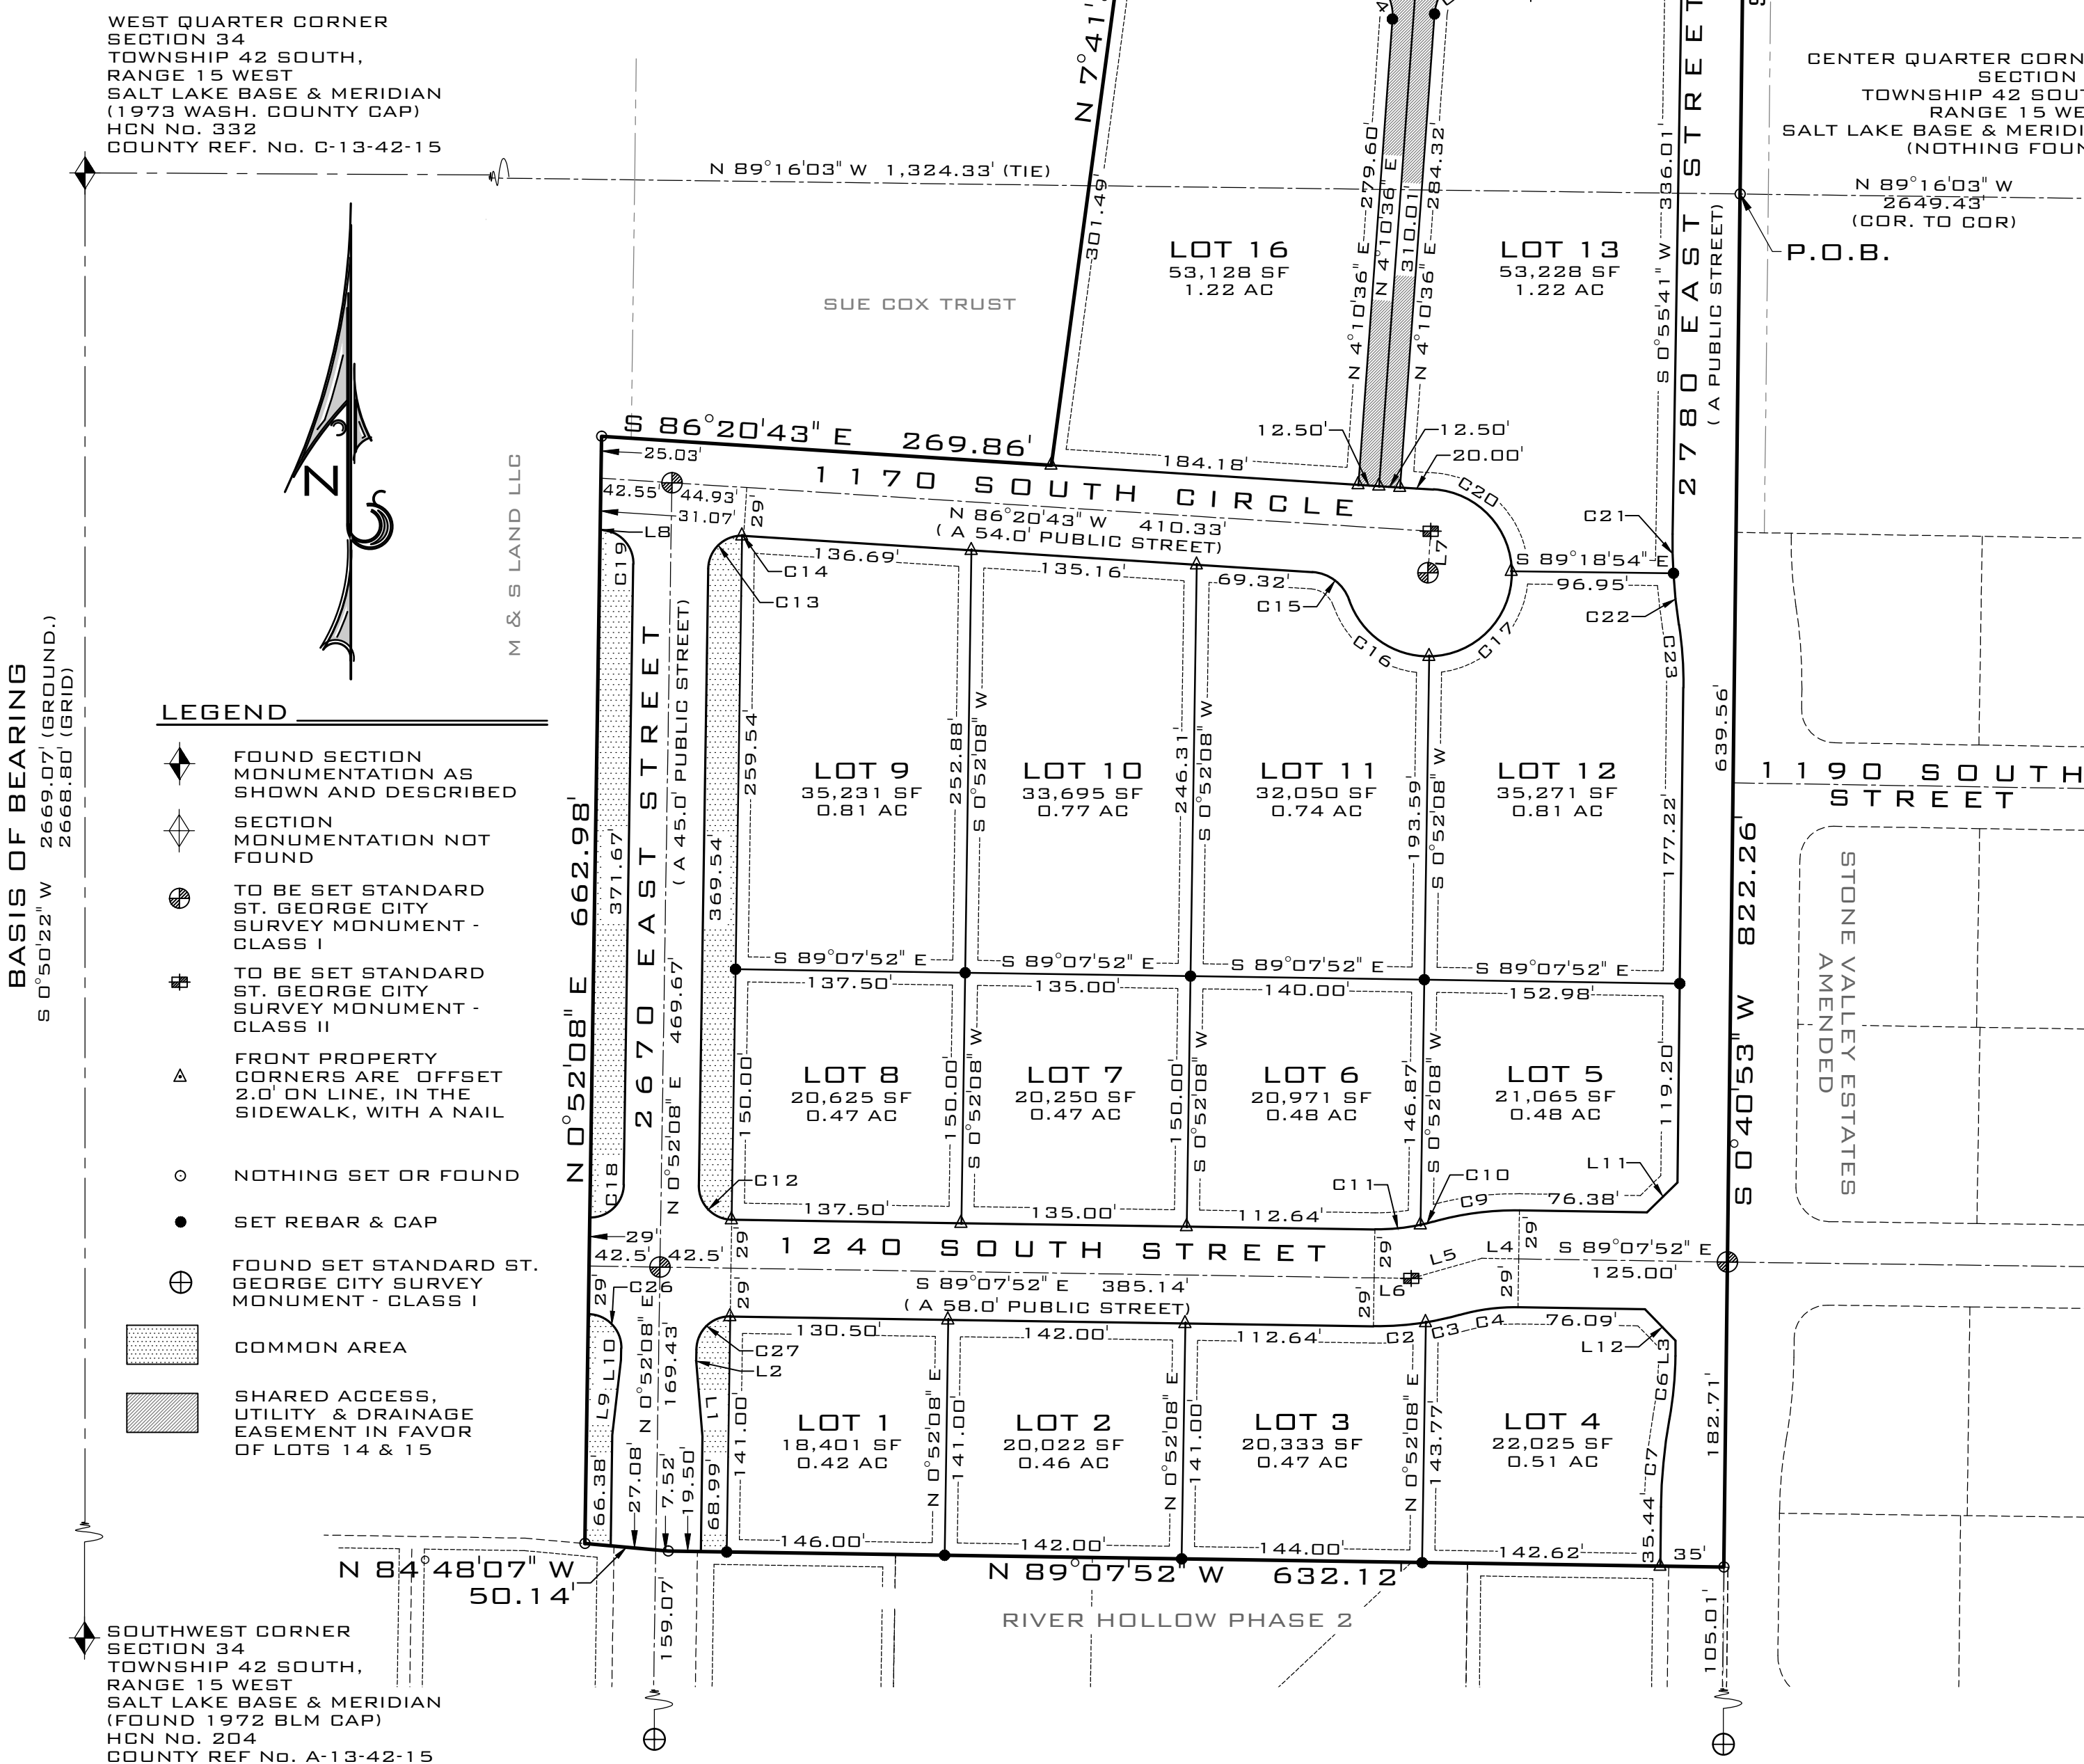 WEST QUARTER CORNER
SECTION 34
TOWNSHIP 42 SOUTH,
RANGE 15 WEST
SALT LAKE BASE & MERIDIAN
(1973 WASH. COUNTY CAP)
HCN No. 332
COUNTY REF. No. C-13-42-15
N 7°41'
CENTER QUARTER CORN
SECTION
TOWNSHIP 42 SOUT
RANGE 15 WE
SALT LAKE BASE & MERIDI
(NOTHING FOUN
N 89°16'03" W 1,324.33' (TIE)
N 89°16'03" W
2649.43'
(COR. TO COR)
P.O.B.
301.49'
LOT 16
53,128 SF
1.22 AC
279.60'
N 4°10'36" E
N 4°10'36" E
310.01'
284.32'
N 4°10'36" E
LOT 13
53,228 SF
1.22 AC
336.01'
S 0°55'41" W
2780 EAST STREET
( A PUBLIC STREET)
SUE COX TRUST
N
M & S LAND LLC
S 86°20'43" E 269.86'
25.03'
184.18'
12.50'
12.50'
20.00'
C20
1170 SOUTH CIRCLE
42.55'
44.93'
31.07'
29'
N 86°20'43" W 410.33'
( A 54.0' PUBLIC STREET)
L8
L7
C21
S 89°18'54" E
96.95'
C22
C23
C19
C14
C13
136.69'
135.16'
69.32'
C15
C16
C17
BASIS OF BEARING
S 0°50'22" W 2669.07' (GROUND.)
2668.80' (GRID)
LEGEND
FOUND SECTION
MONUMENTATION AS
SHOWN AND DESCRIBED
SECTION
MONUMENTATION NOT
FOUND
TO BE SET STANDARD
ST. GEORGE CITY
SURVEY MONUMENT -
CLASS I
TO BE SET STANDARD
ST. GEORGE CITY
SURVEY MONUMENT -
CLASS II
FRONT PROPERTY
CORNERS ARE OFFSET
2.0' ON LINE, IN THE
SIDEWALK, WITH A NAIL
NOTHING SET OR FOUND
SET REBAR & CAP
FOUND SET STANDARD ST.
GEORGE CITY SURVEY
MONUMENT - CLASS I
COMMON AREA
SHARED ACCESS,
UTILITY & DRAINAGE
EASEMENT IN FAVOR
OF LOTS 14 & 15
N 0°52'08" E 662.98'
371.67'
2670 EAST STREET
( A 45.0' PUBLIC STREET)
N 0°52'08" E 469.67'
369.54'
259.54'
LOT 9
35,231 SF
0.81 AC
252.88'
S 0°52'08" W
LOT 10
33,695 SF
0.77 AC
246.31'
S 0°52'08" W
LOT 11
32,050 SF
0.74 AC
193.59'
S 0°52'08" W
LOT 12
35,271 SF
0.81 AC
177.22'
639.56'
1190 SOUTH
STREET
S 0°40'53" W 822.26'
STONE VALLEY ESTATES
AMENDED
S 89°07'52" E
S 89°07'52" E
S 89°07'52" E
S 89°07'52" E
137.50'
135.00'
140.00'
152.98'
150.00'
LOT 8
20,625 SF
0.47 AC
150.00'
S 0°52'08" W
LOT 7
20,250 SF
0.47 AC
150.00'
S 0°52'08" W
LOT 6
20,971 SF
0.48 AC
146.87'
S 0°52'08" W
LOT 5
21,065 SF
0.48 AC
119.20'
L11
C18
C12
137.50'
135.00'
112.64'
C11
C10
C9
76.38'
29'
42.5'
42.5'
29'
1240 SOUTH STREET
29'
29'
L5
L4
L6
S 89°07'52" E
125.00'
S 89°07'52" E 385.14'
( A 58.0' PUBLIC STREET)
29'
29'
29'
29'
C26
C27
L2
130.50'
142.00'
112.64'
C2
C3
C4
76.09'
L12
L3
C6
C7
L10
L9
N 0°52'08" E
169.43'
L1
141.00'
LOT 1
18,401 SF
0.42 AC
N 0°52'08" E
141.00'
LOT 2
20,022 SF
0.46 AC
N 0°52'08" E
141.00'
LOT 3
20,333 SF
0.47 AC
N 0°52'08" E
143.77'
LOT 4
22,025 SF
0.51 AC
182.71'
66.38'
27.08'
7.52'
19.50'
68.99'
146.00'
142.00'
144.00'
142.62'
35.44'
35'
N 84°48'07" W
50.14'
N 89°07'52" W 632.12'
159.07'
RIVER HOLLOW PHASE 2
105.01'
SOUTHWEST CORNER
SECTION 34
TOWNSHIP 42 SOUTH,
RANGE 15 WEST
SALT LAKE BASE & MERIDIAN
(FOUND 1972 BLM CAP)
HCN No. 204
COUNTY REF No. A-13-42-15